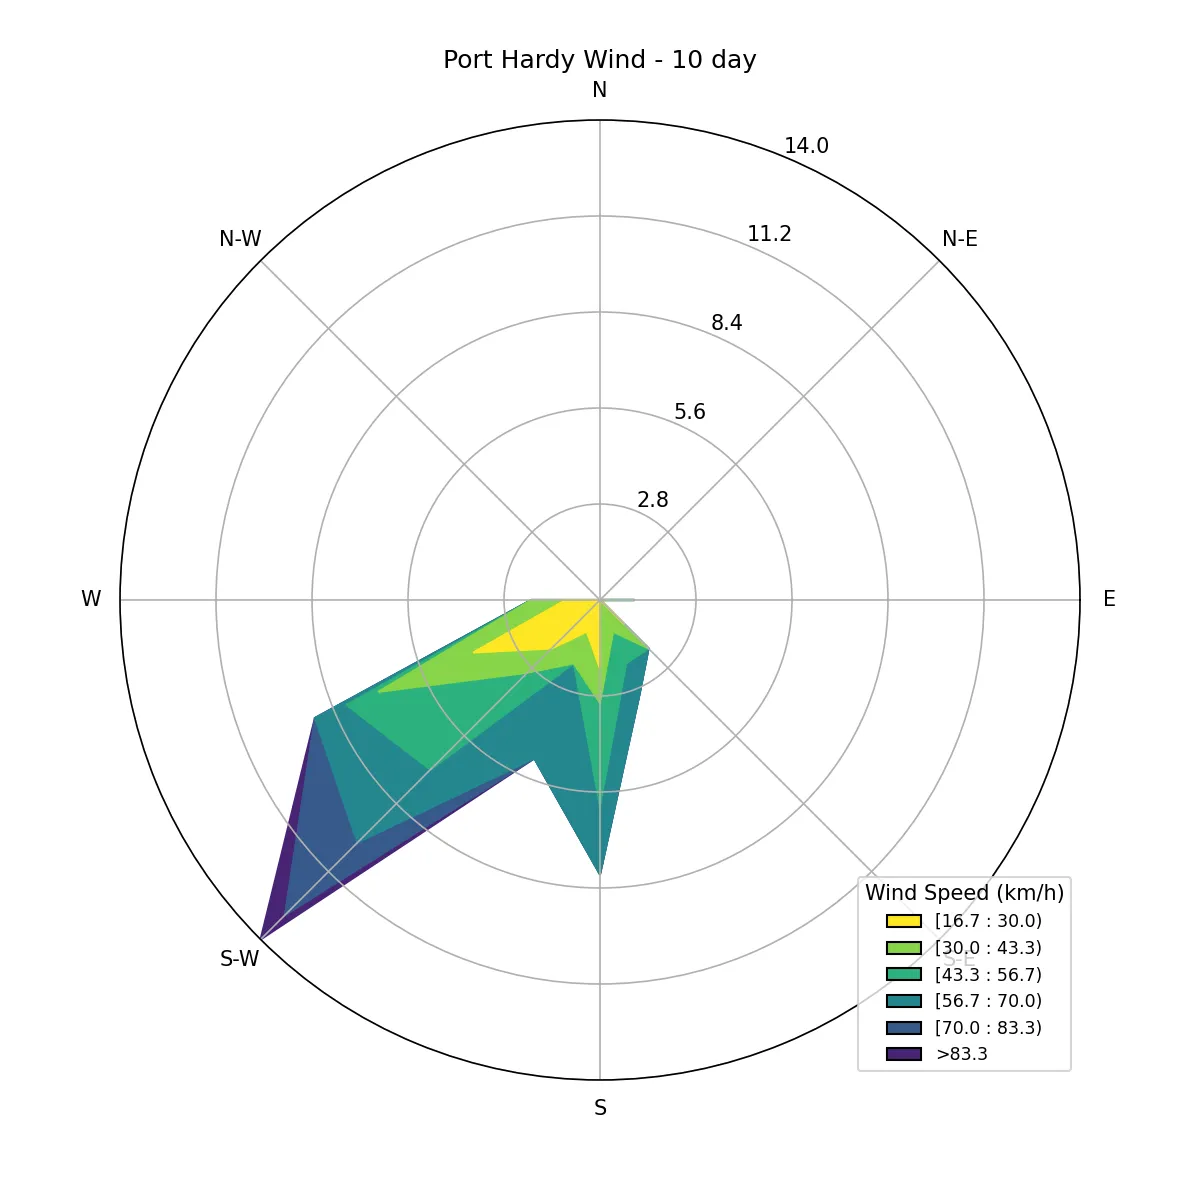 Port Hardy Wind - 10 day
N
14.0
N-W
11.2
N-E
8.4
5.6
2.8
W
E
Wind Speed (km/h)
[16.7 : 30.0)
[30.0 : 43.3)
S-W
S-E
[43.3 : 56.7)
[56.7 : 70.0)
[70.0 : 83.3)
>83.3
S